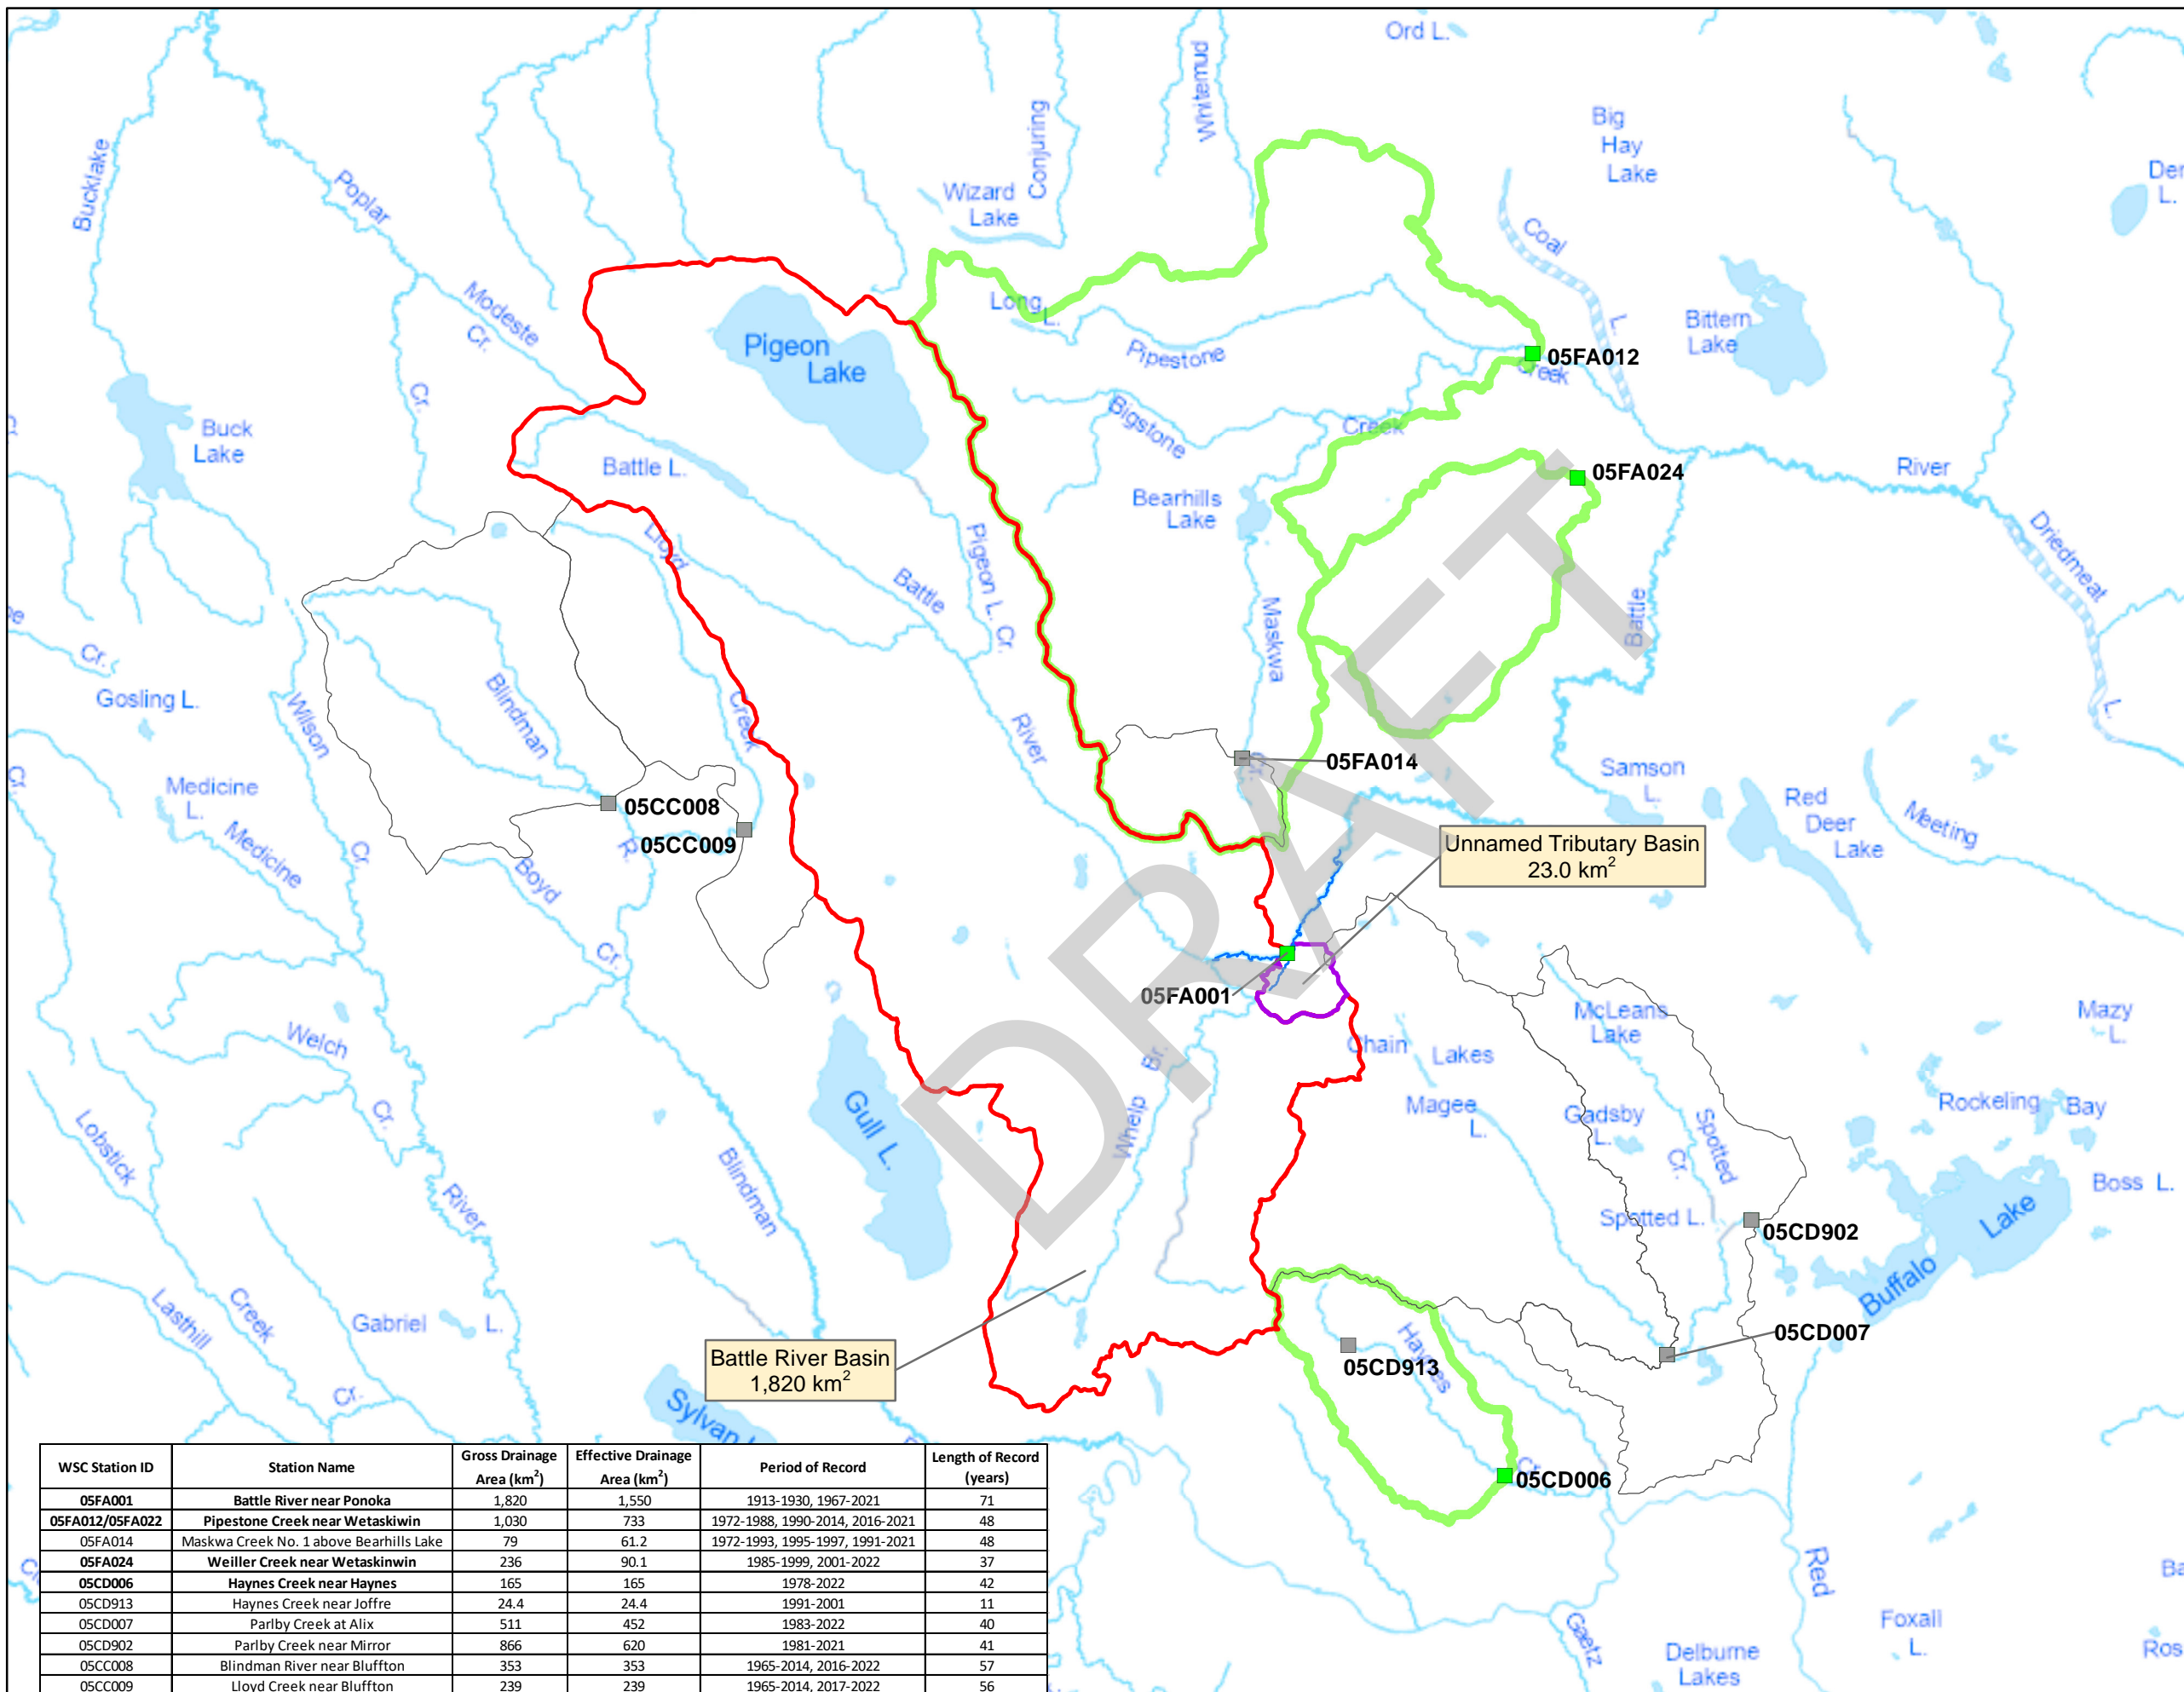 Ord L.
Bucklake
Poplar
Conjuring
Whitemud
Big
Hay
Lake
Wizard
Lake
Coal
L.
Modeste
Cr.
Cr.
Long
L.
Pipestone
Creek
05FA012
Bittern
Lake
Pigeon
Lake
Buck
Lake
Battle L.
Bigstone
Creek
Bearhills
Lake
05FA024
River
Driedmeat
L.
Lloyd
Creek
Battle
River
Pigeon L. Cr.
Maskwa
Cr.
Battle
Cr.
Gosling L.
Wilson
Cr.
Blindman
R.
05FA014
Samson
L.
Red
Deer
Lake
Meeting
Medicine
L.
Medicine
05CC008
05CC009
Boyd
Cr.
Unnamed Tributary Basin
23.0 km²
05FA001
DRAFT
McLeans
Lake
Mazy
L.
Chain Lakes
Magee
L.
Gadsby
L.
Spotted
Cr.
Rockeling Bay
Boss L.
Welch
Cr.
Lobstick
River
Gull L.
Blindman
Whelp
Br.
Spotted L.
05CD902
Buffalo
Lake
Lasthill
Creek
Cr.
Gabriel L.
Battle River Basin
1,820 km²
05CD913
Haynes
Cr.
05CD007
05CD006
Sylvan
Red
Gaetz
Delburne
Lakes
Foxall
L.
WSC Station ID Station Name Gross Drainage Area (km²) Effective Drainage Area (km²) Period of Record Length of Record (years)
05FA001 Battle River near Ponoka 1,820 1,550 1913-1930, 1967-2021 71
05FA012/05FA022 Pipestone Creek near Wetaskiwin 1,030 733 1972-1988, 1990-2014, 2016-2021 48
05FA014 Maskwa Creek No. 1 above Bearhills Lake 79 61.2 1972-1993, 1995-1997, 1991-2021 48
05FA024 Weiller Creek near Wetaskinwin 236 90.1 1985-1999, 2001-2022 37
05CD006 Haynes Creek near Haynes 165 165 1978-2022 42
05CD913 Haynes Creek near Joffre 24.4 24.4 1991-2001 11
05CD007 Parlby Creek at Alix 511 452 1983-2022 40
05CD902 Parlby Creek near Mirror 866 620 1981-2021 41
05CC008 Blindman River near Bluffton 353 353 1965-2014, 2016-2022 57
05CC009 Lloyd Creek near Bluffton 239 239 1965-2014, 2017-2022 56